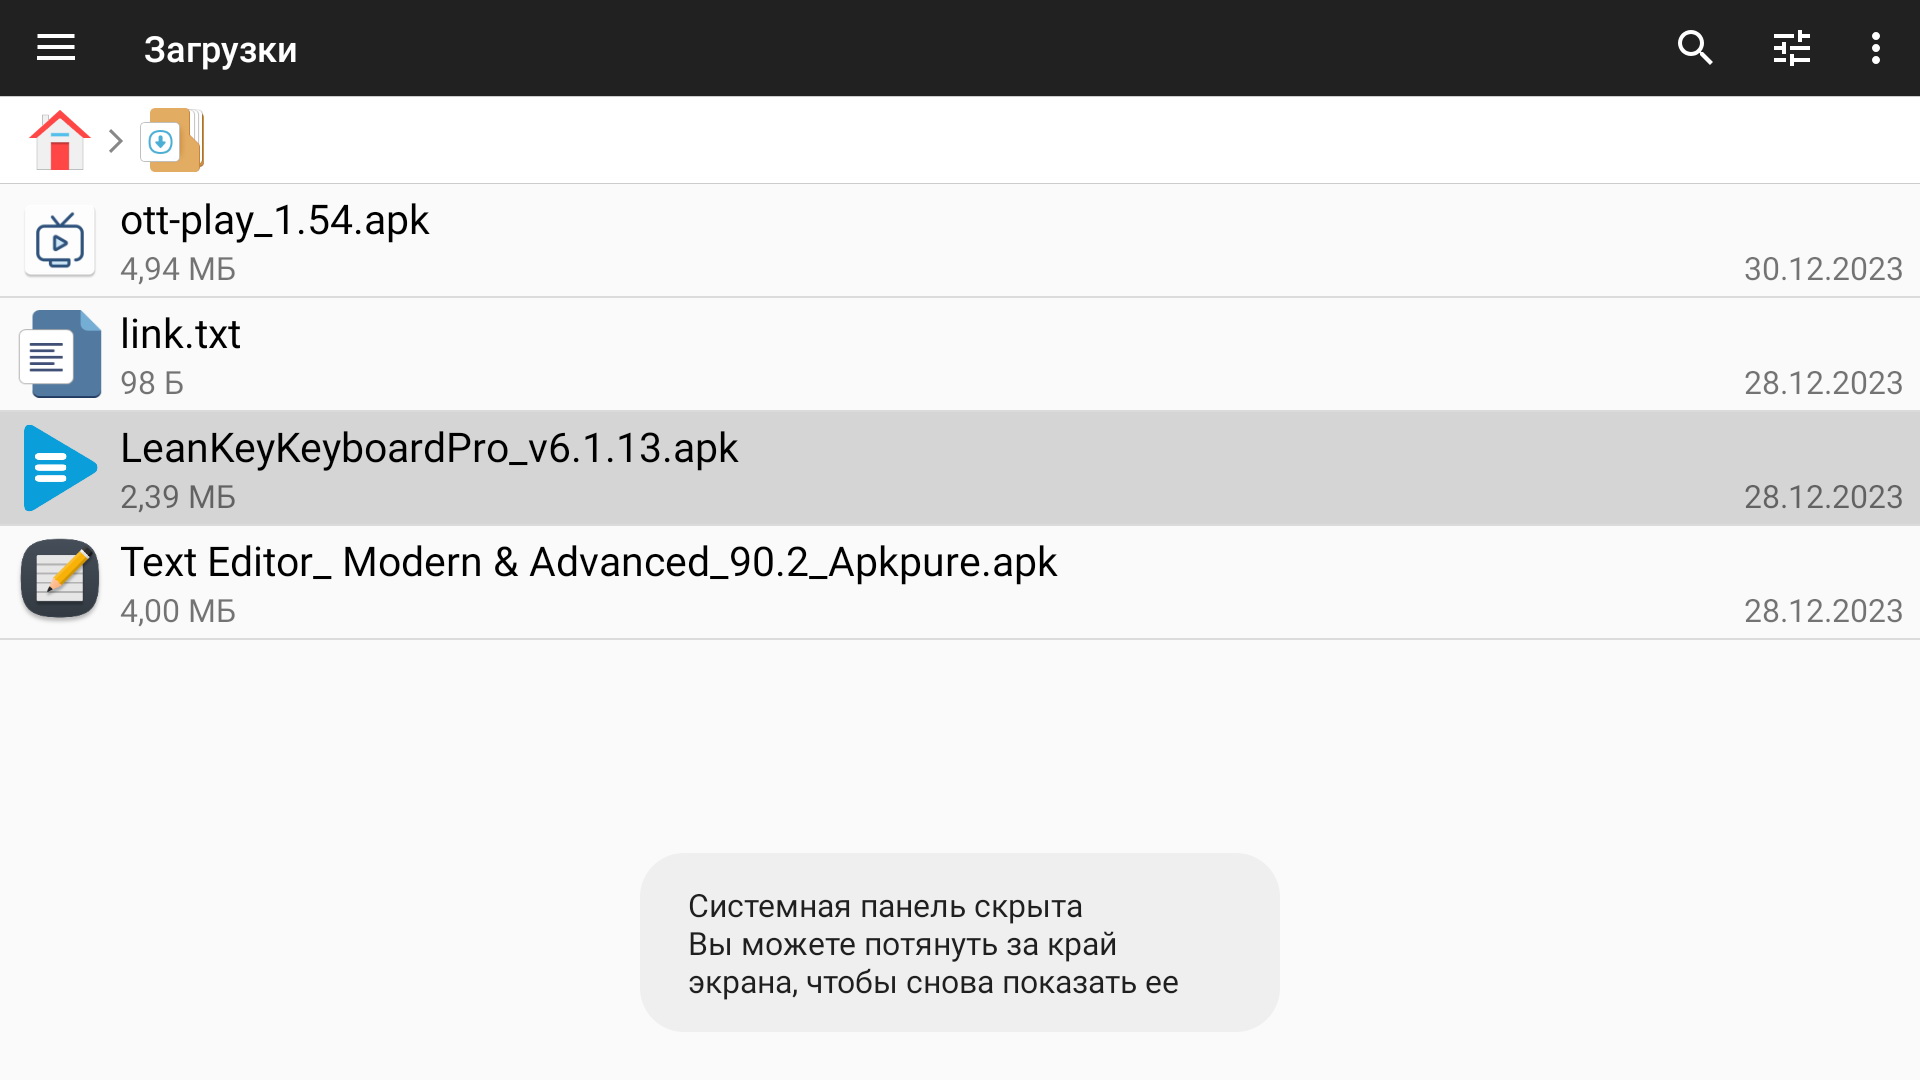 Загрузки
ott-play_1.54.apk
4,94 МБ
30.12.2023
link.txt
98 Б
28.12.2023
LeanKeyKeyboardPro_v6.1.13.apk
2,39 МБ
28.12.2023
Text Editor_ Modern & Advanced_90.2_Apkpure.apk
4,00 МБ
28.12.2023
Системная панель скрыта
Вы можете потянуть за край
экрана, чтобы снова показать ее